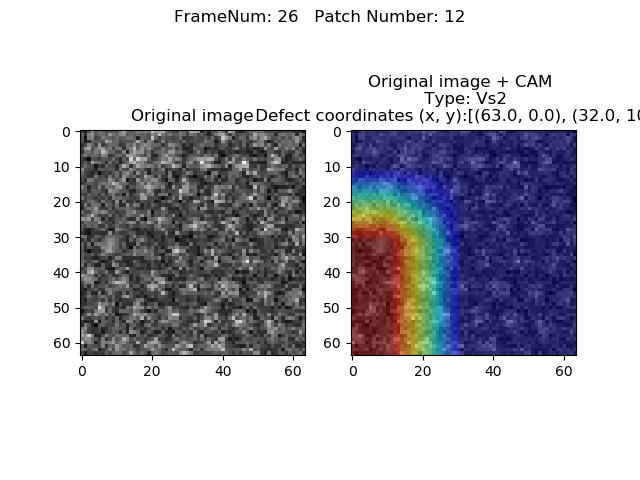 FrameNum: 26   Patch Number: 12
Original image + CAM
Type: Vs2
Original image
Defect coordinates (x, y):[(63.0, 0.0), (32.0, 10
0
10
20
30
40
50
60
0 20 40 60
0
10
20
30
40
50
60
0 20 40 60